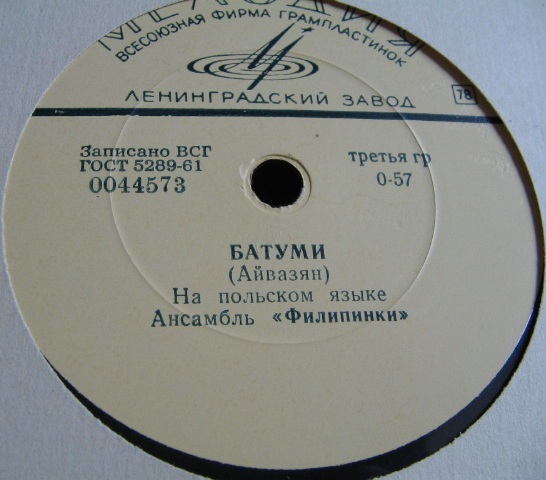 МЕЛОДИЯ
ВСЕСОЮЗНАЯ ФИРМА ГРАМПЛАСТИНОК
ЛЕНИНГРАДСКИЙ ЗАВОД
78
Записано ВСГ
ГОСТ 5289-61
0044573
третья гр
0-57
БАТУМИ
(Айвазян)
На польском языке
Ансамбль «Филипинки»